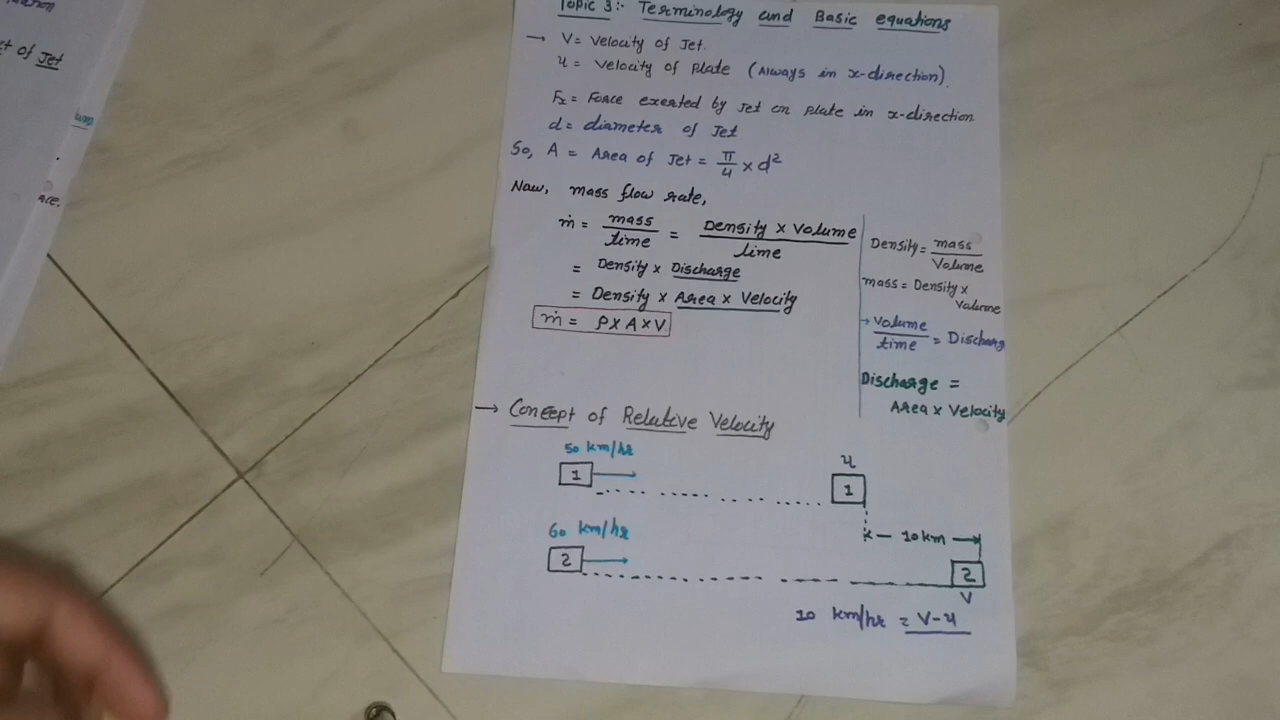 t of Jet
ace.
Topic 3:- Terminology and Basic equations
→ V = Velocity of Jet.
u = Velocity of plate (Always in x-direction).
Fx = Force exerted by Jet on plate in x-direction
d = diameter of Jet
So, A = Area of Jet = π/4 × d²
Now, mass flow rate,
ṁ = mass/time = Density × Volume/time
= Density × Discharge
= Density × Area × Velocity
ṁ = ρ × A × V
Density = mass/Volume
mass = Density × Volume
→ Volume/time = Discharg
Discharge = 
Area × Velocity
→ Concept of Relative Velocity
50 km/hr
u
1
1
10 km
60 km/hr
2
2
V
10 km/hr = V-u